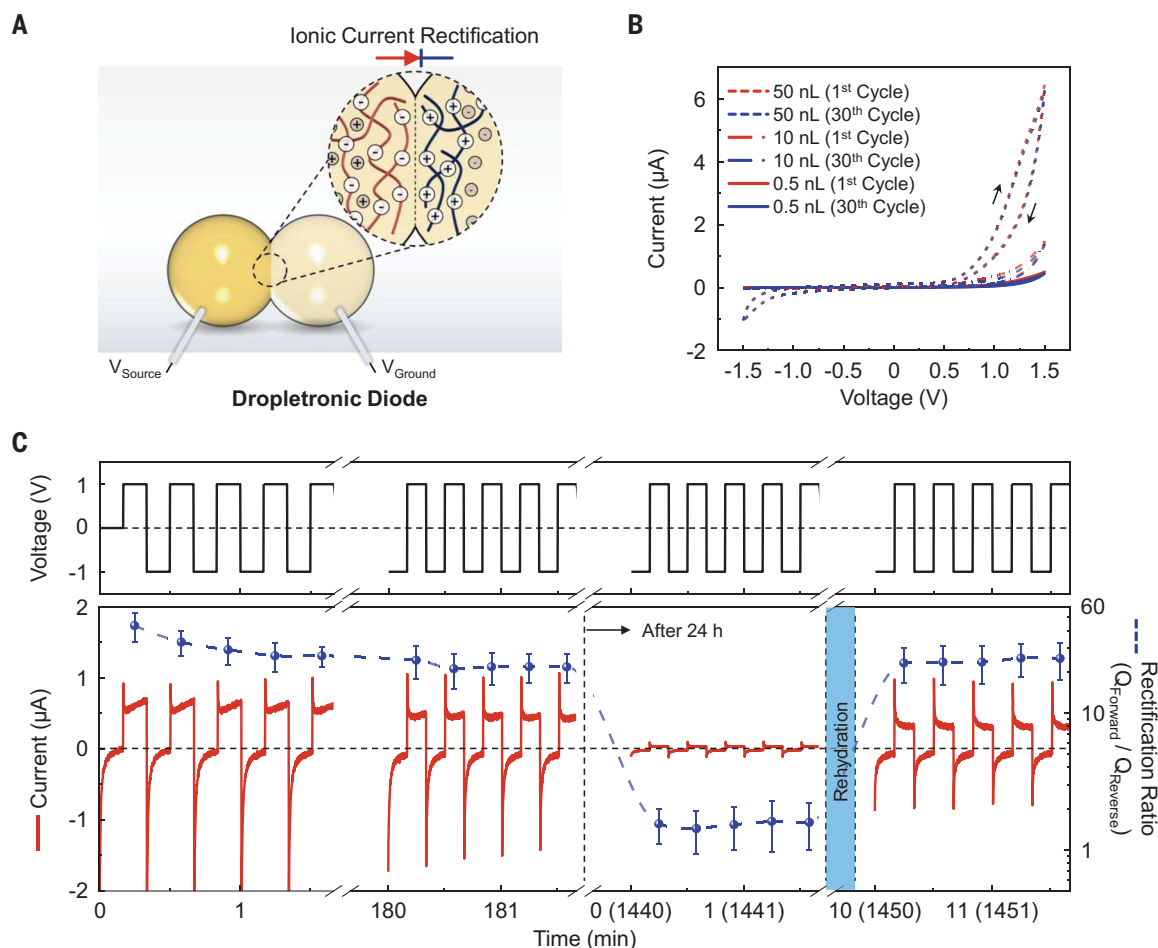 A
Ionic Current Rectification
V_Source
V_Ground
Dropletronic Diode
B
50 nL (1st Cycle)
50 nL (30th Cycle)
10 nL (1st Cycle)
10 nL (30th Cycle)
0.5 nL (1st Cycle)
0.5 nL (30th Cycle)
Current (µA)
6
4
2
0
-2
-1.5 -1.0 -0.5 0 0.5 1.0 1.5
Voltage (V)
C
Voltage (V)
1
0
-1
Current (µA)
2
1
0
-1
-2
After 24 h
Rehydration
60
10
1
Rectification Ratio
(Q_Forward / Q_Reverse)
0 1 180 181 0 (1440) 1 (1441) 10 (1450) 11 (1451)
Time (min)